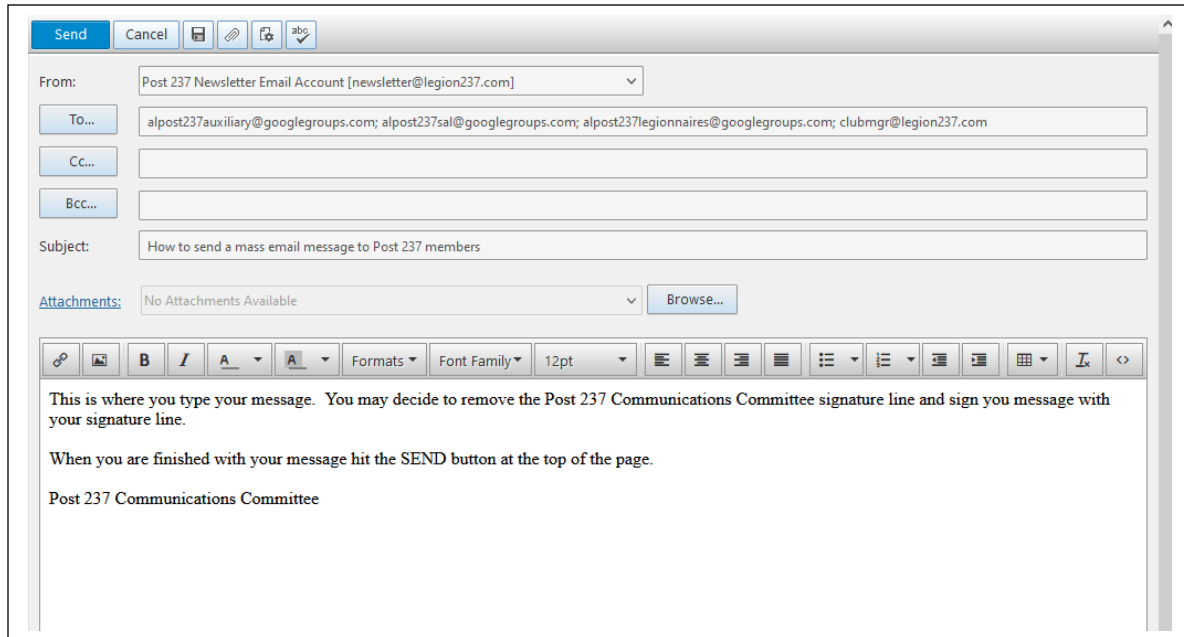 Send Cancel abc
From: Post 237 Newsletter Email Account [newsletter@legion237.com]
To... alpost237auxiliary@googlegroups.com; alpost237sal@googlegroups.com; alpost237legionnaires@googlegroups.com; clubmgr@legion237.com
Cc...
Bcc...
Subject: How to send a mass email message to Post 237 members
Attachments: No Attachments Available Browse...
B I A A Formats Font Family 12pt Tx <>
This is where you type your message.  You may decide to remove the Post 237 Communications Committee signature line and sign you message with
your signature line.
When you are finished with your message hit the SEND button at the top of the page.
Post 237 Communications Committee